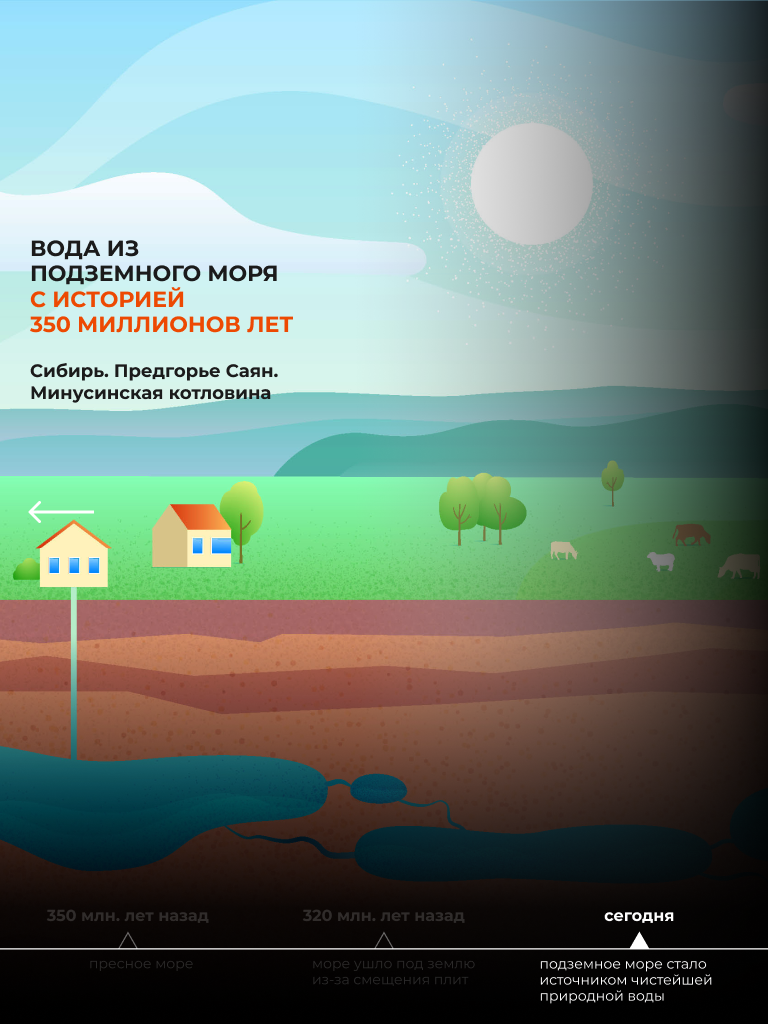 ВОДА ИЗ
ПОДЗЕМНОГО МОРЯ
С ИСТОРИЕЙ
350 МИЛЛИОНОВ ЛЕТ
Сибирь. Предгорье Саян.
Минусинская котловина
350 млн. лет назад
пресное море
320 млн. лет назад
море ушло под землю
из-за смещения плит
сегодня
подземное море стало
источником чистейшей
природной воды